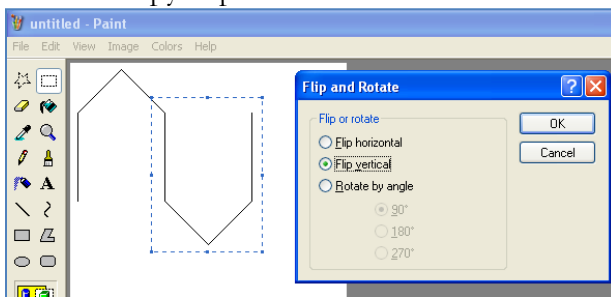 untitled - Paint
File Edit View Image Colors Help
A
Flip and Rotate
Flip or rotate
Flip horizontal
Flip vertical
Rotate by angle
90°
180°
270°
OK
Cancel